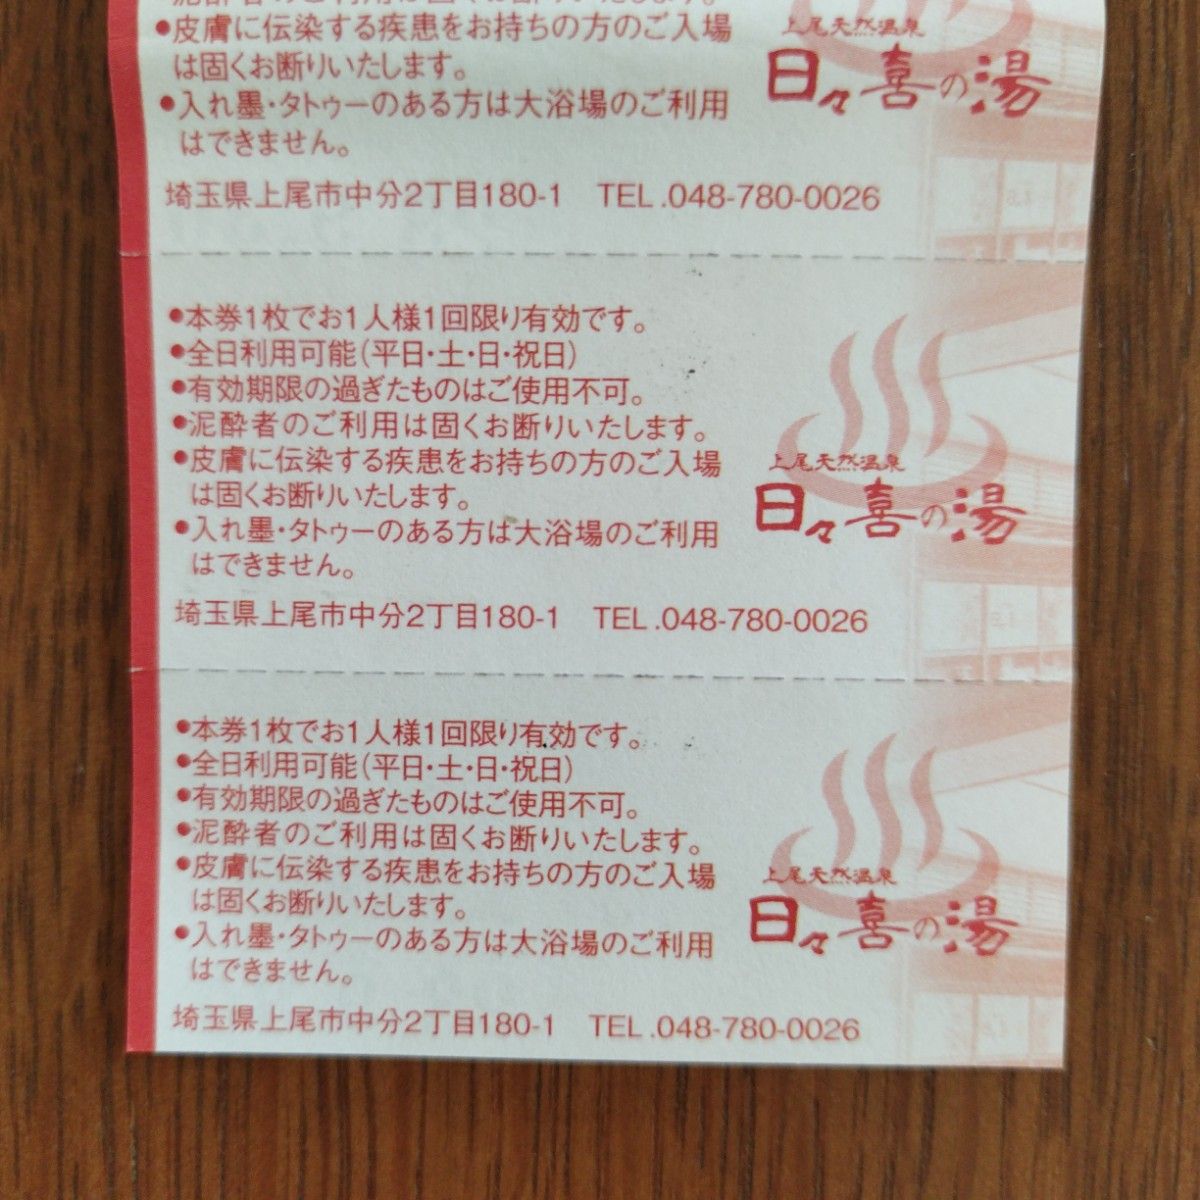 泥酔者のご利用は固くお断りいたします。
●皮膚に伝染する疾患をお持ちの方のご入場
は固くお断りいたします。
●入れ墨・タトゥーのある方は大浴場のご利用
はできません。
上尾天然温泉
日々喜の湯
埼玉県上尾市中分2丁目180-1 TEL.048-780-0026
●本券1枚でお1人様1回限り有効です。
●全日利用可能(平日・土・日・祝日)
●有効期限の過ぎたものはご使用不可。
●泥酔者のご利用は固くお断りいたします。
●皮膚に伝染する疾患をお持ちの方のご入場
は固くお断りいたします。
●入れ墨・タトゥーのある方は大浴場のご利用
はできません。
上尾天然温泉
日々喜の湯
埼玉県上尾市中分2丁目180-1 TEL.048-780-0026
●本券1枚でお1人様1回限り有効です。
●全日利用可能(平日・土・日・祝日)
●有効期限の過ぎたものはご使用不可。
●泥酔者のご利用は固くお断りいたします。
●皮膚に伝染する疾患をお持ちの方のご入場
は固くお断りいたします。
●入れ墨・タトゥーのある方は大浴場のご利用
はできません。
上尾天然温泉
日々喜の湯
埼玉県上尾市中分2丁目180-1 TEL.048-780-0026